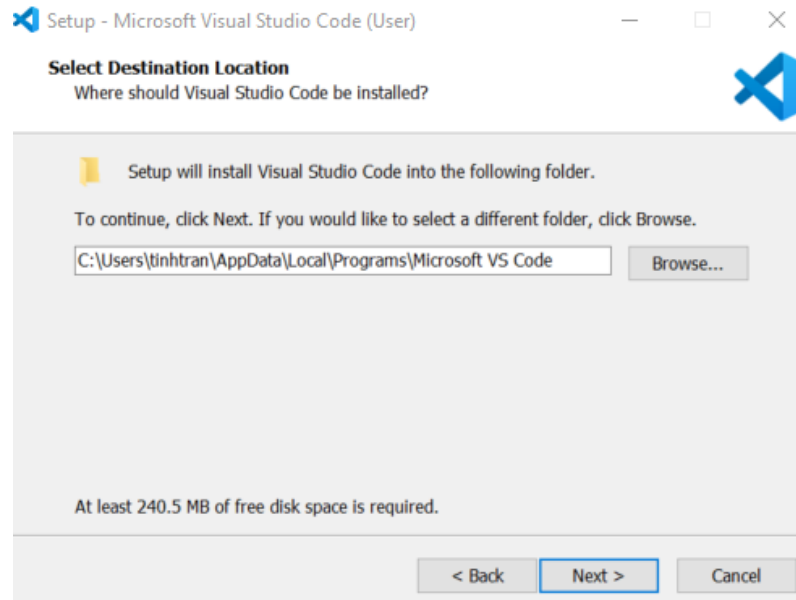 Setup - Microsoft Visual Studio Code (User)
Select Destination Location
Where should Visual Studio Code be installed?
Setup will install Visual Studio Code into the following folder.
To continue, click Next. If you would like to select a different folder, click Browse.
C:\Users\tinhtran\AppData\Local\Programs\Microsoft VS Code
Browse...
At least 240.5 MB of free disk space is required.
< Back
Next >
Cancel